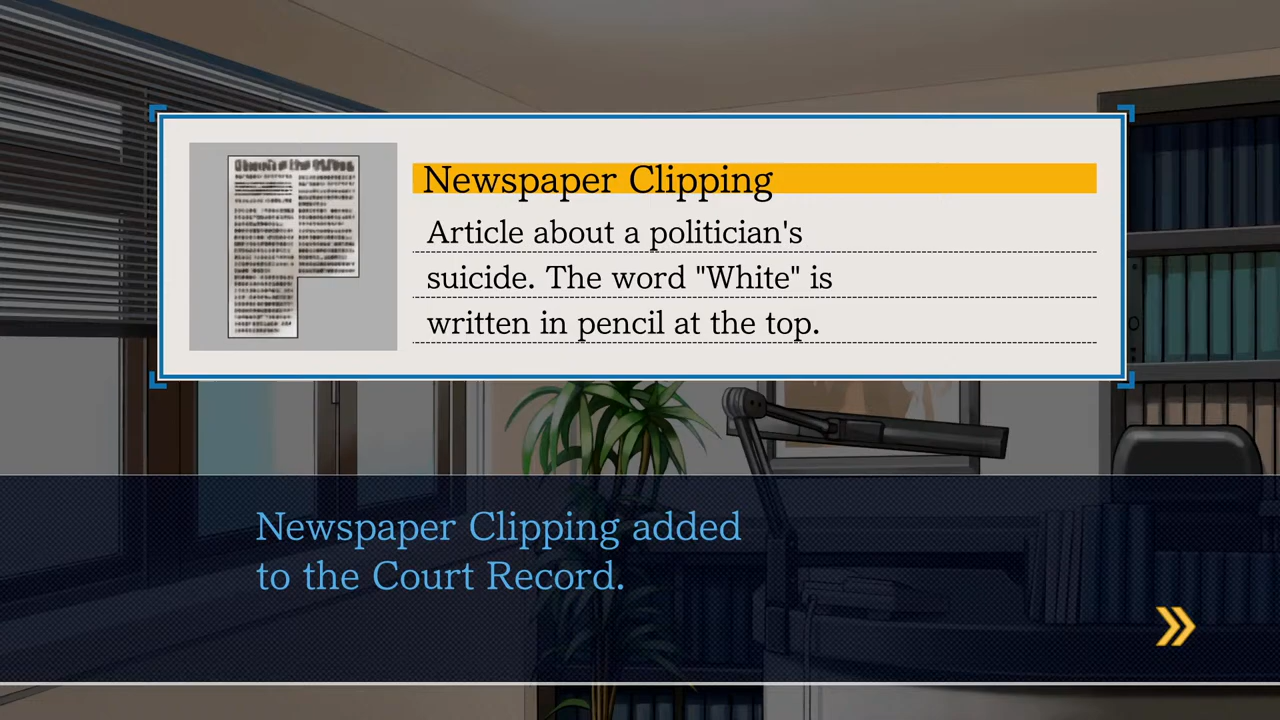 Newspaper Clipping
Article about a politician's
suicide. The word "White" is
written in pencil at the top.
Newspaper Clipping added
to the Court Record.